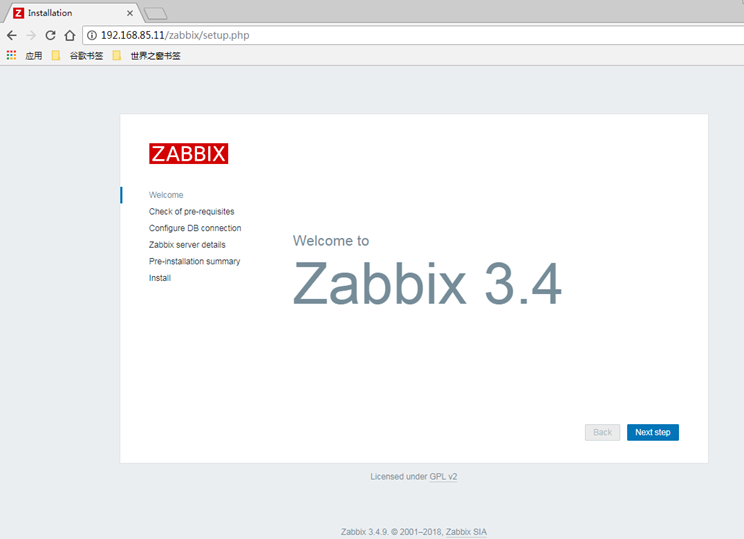 Z Installation
192.168.85.11/zabbix/setup.php
应用 谷歌书签 世界之窗书签
ZABBIX
Welcome
Check of pre-requisites
Configure DB connection
Zabbix server details
Pre-installation summary
Install
Welcome to
Zabbix 3.4
Back Next step
Licensed under GPL v2
Zabbix 3.4.9. © 2001–2018, Zabbix SIA